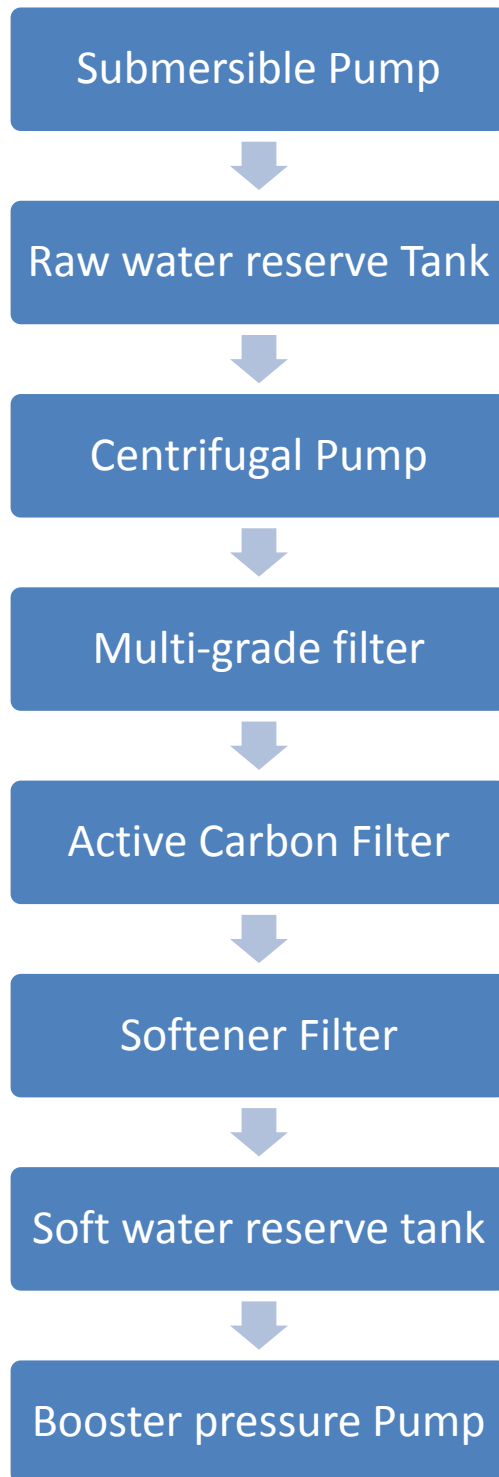 Submersible Pump
Raw water reserve Tank
Centrifugal Pump
Multi-grade filter
Active Carbon Filter
Softener Filter
Soft water reserve tank
Booster pressure Pump